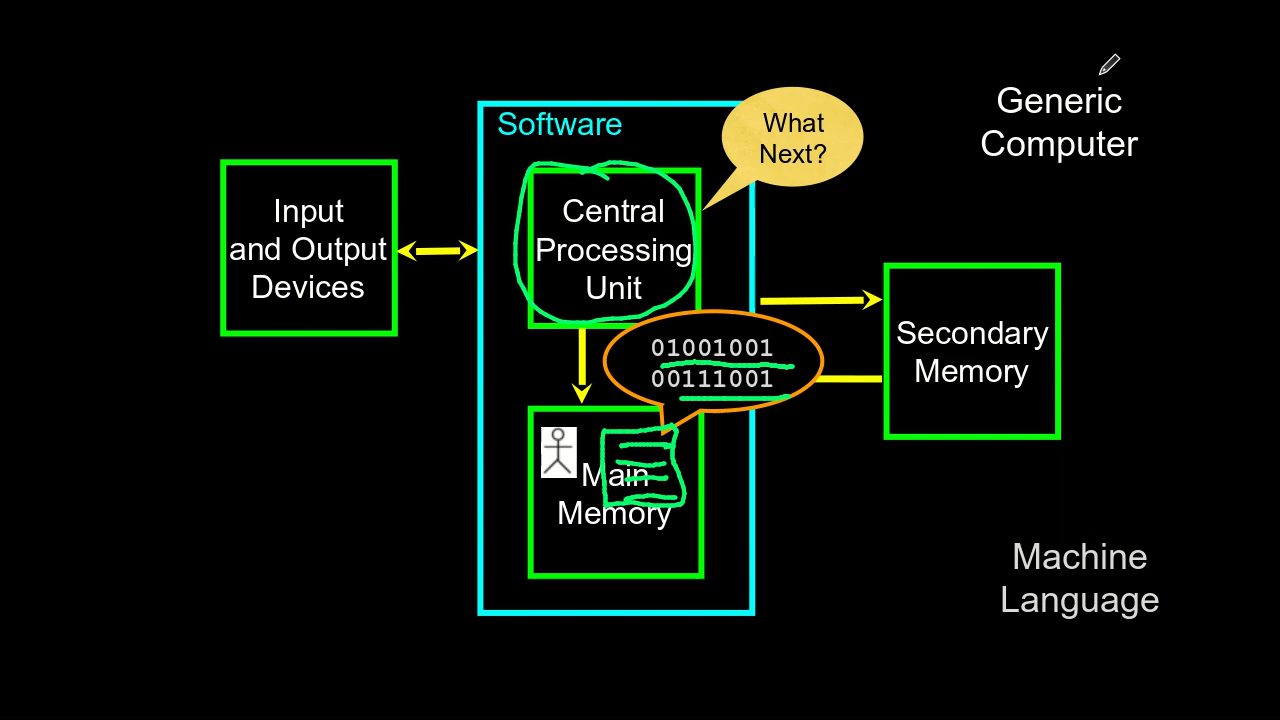 Software
What
Next?
Generic
Computer
Input
and Output
Devices
Central
Processing
Unit
Secondary
Memory
01001001
00111001
Main
Memory
Machine
Language